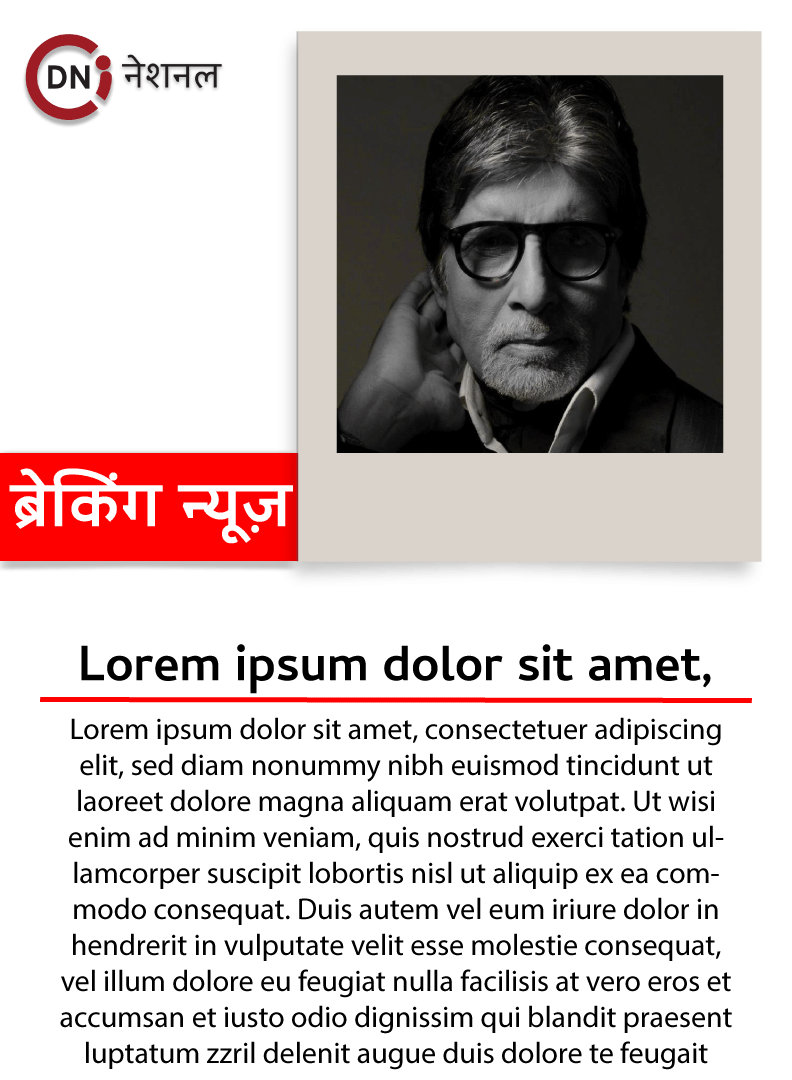 DNi नेशनल
ब्रेकिंग न्यूज़
Lorem ipsum dolor sit amet,
Lorem ipsum dolor sit amet, consectetuer adipiscing
elit, sed diam nonummy nibh euismod tincidunt ut
laoreet dolore magna aliquam erat volutpat. Ut wisi
enim ad minim veniam, quis nostrud exerci tation ul-
lamcorper suscipit lobortis nisl ut aliquip ex ea com-
modo consequat. Duis autem vel eum iriure dolor in
hendrerit in vulputate velit esse molestie consequat,
vel illum dolore eu feugiat nulla facilisis at vero eros et
accumsan et iusto odio dignissim qui blandit praesent
luptatum zzril delenit augue duis dolore te feugait